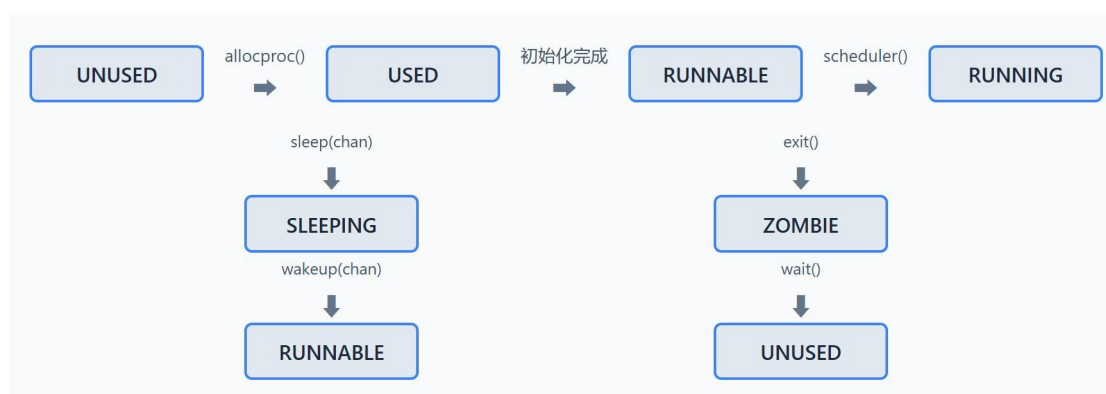 allocproc()
初始化完成
scheduler()
UNUSED
USED
RUNNABLE
RUNNING
sleep(chan)
exit()
SLEEPING
ZOMBIE
wakeup(chan)
wait()
RUNNABLE
UNUSED